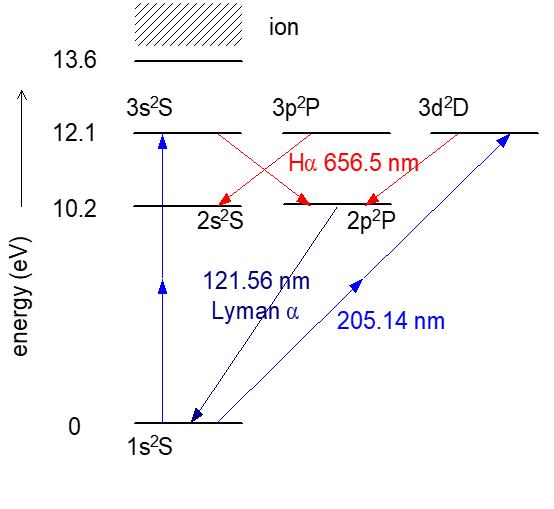 ion
13.6
3s²S
3p²P
3d²D
12.1
Hα 656.5 nm
10.2
2s²S
2p²P
energy (eV)
121.56 nm
Lyman α
205.14 nm
0
1s²S